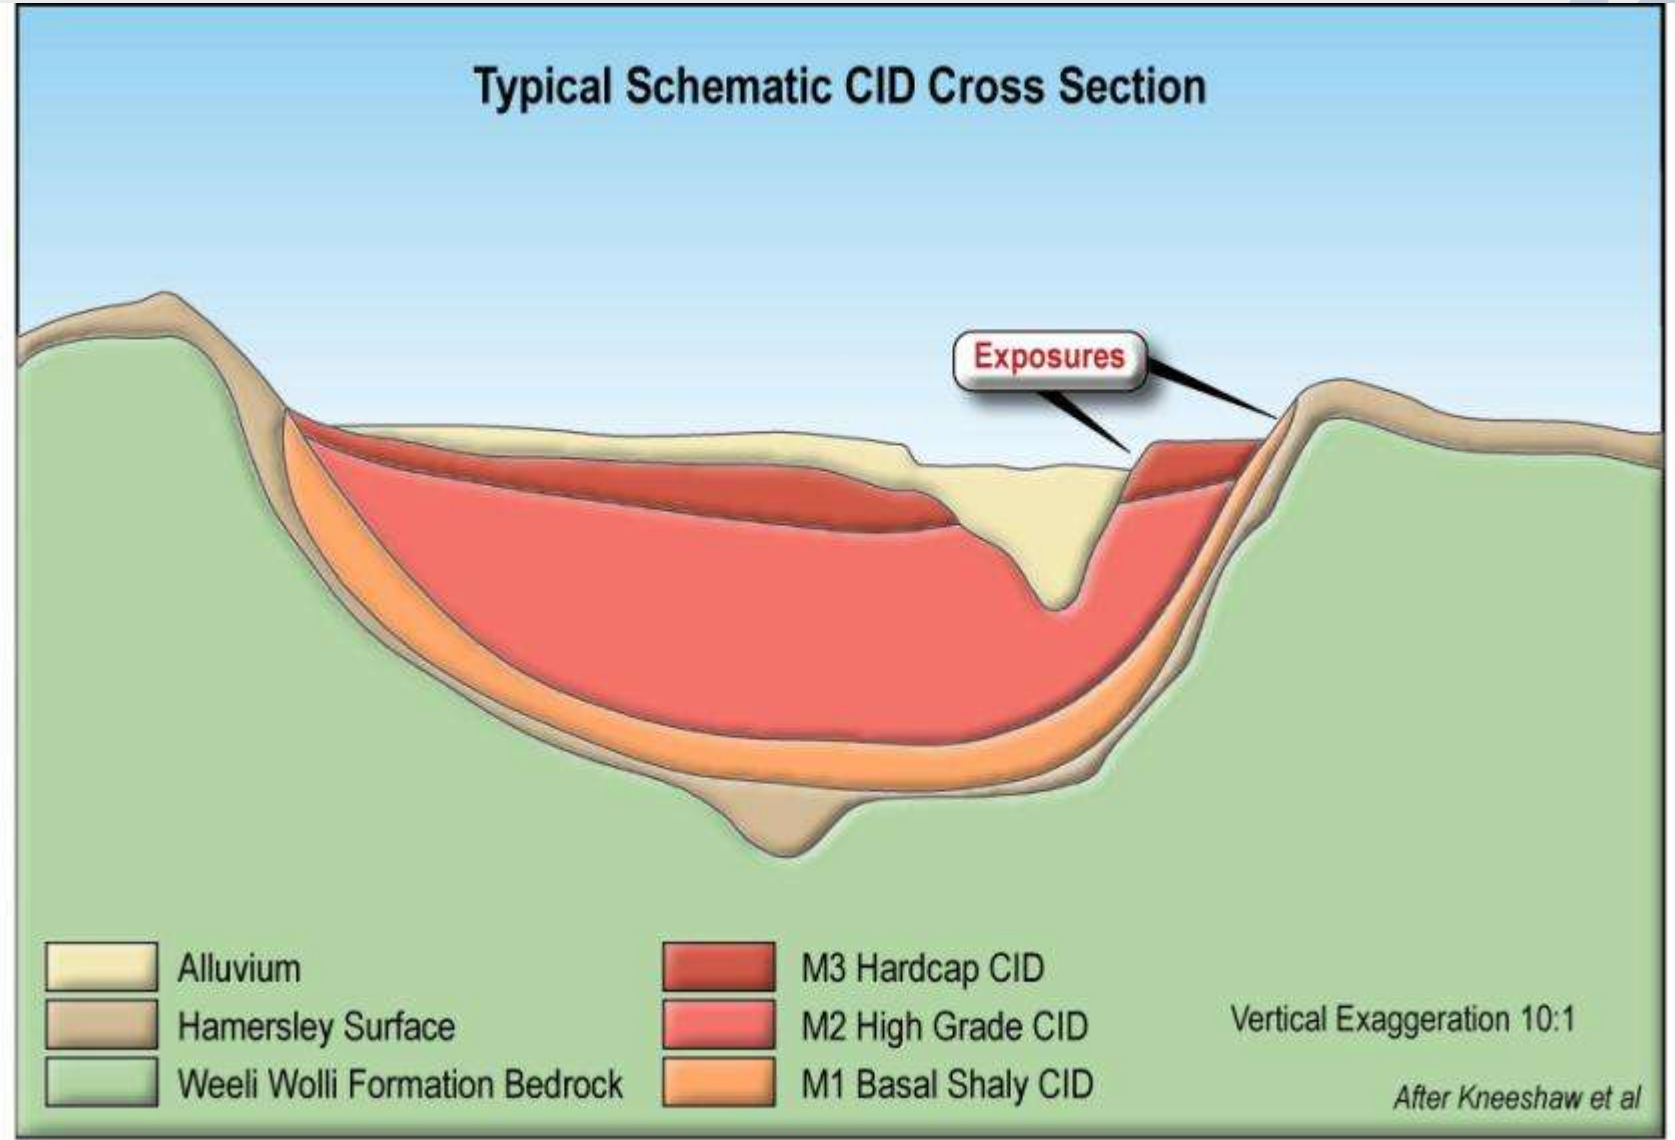 Typical Schematic CID Cross Section
Exposures
Alluvium
Hamersley Surface
Weeli Wolli Formation Bedrock
M3 Hardcap CID
M2 High Grade CID
M1 Basal Shaly CID
Vertical Exaggeration 10:1
After Kneeshaw et al